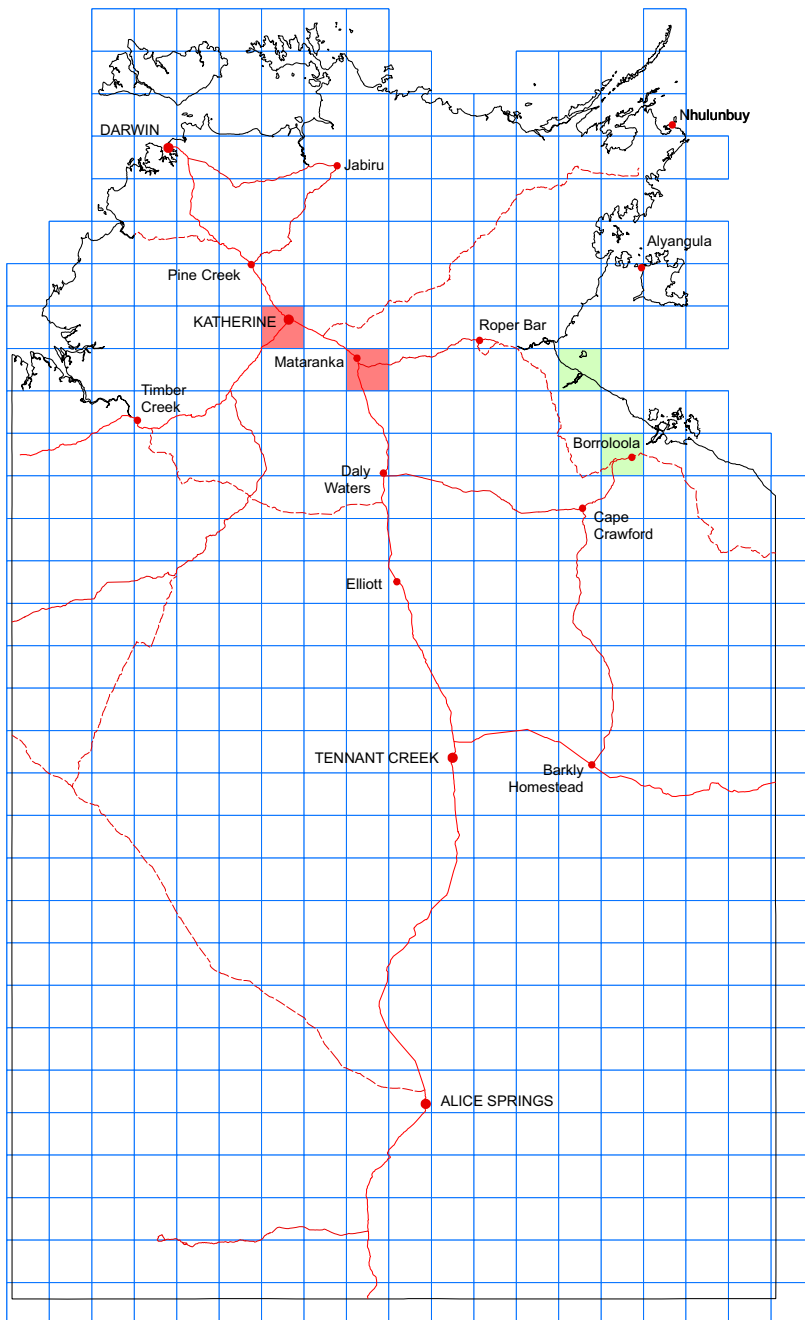 Nhulunbuy
DARWIN
Jabiru
Alyangula
Pine Creek
KATHERINE
Roper Bar
Mataranka
Timber
Creek
Borroloola
Daly
Waters
Cape
Crawford
Elliott
TENNANT CREEK
Barkly
Homestead
ALICE SPRINGS